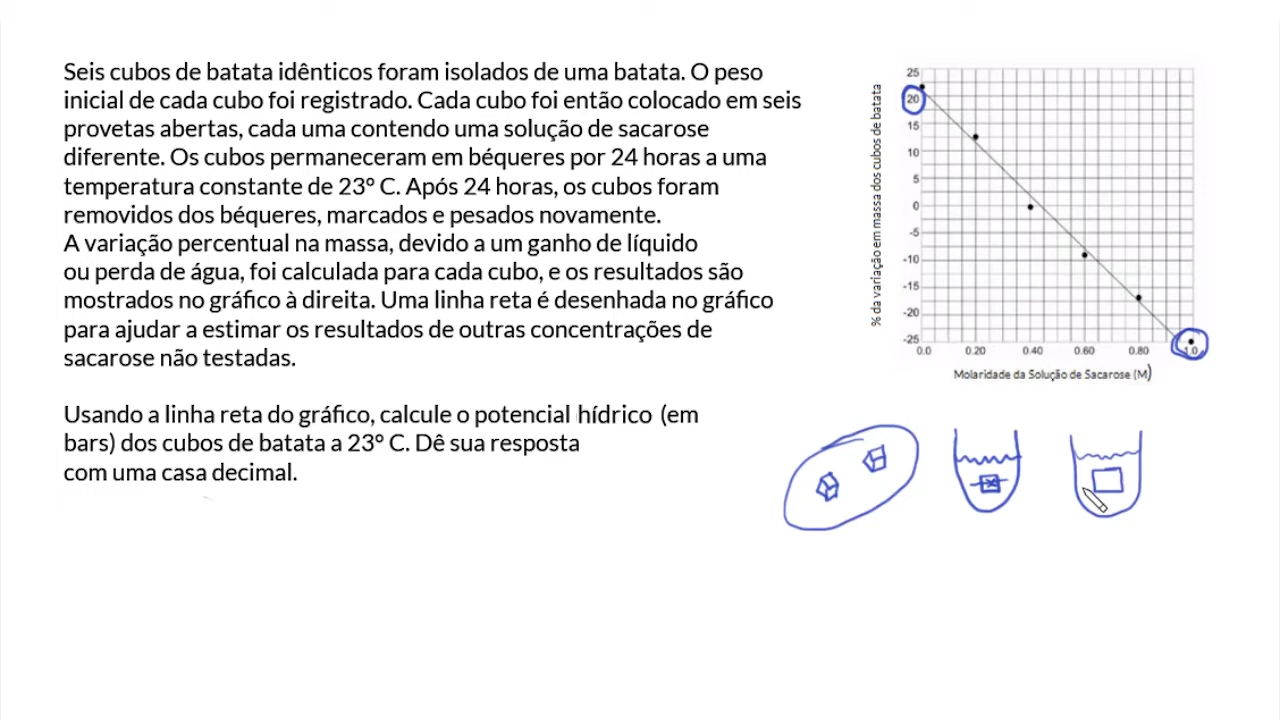 Seis cubos de batata idênticos foram isolados de uma batata. O peso
inicial de cada cubo foi registrado. Cada cubo foi então colocado em seis
provetas abertas, cada uma contendo uma solução de sacarose
diferente. Os cubos permaneceram em béqueres por 24 horas a uma
temperatura constante de 23º C. Após 24 horas, os cubos foram
removidos dos béqueres, marcados e pesados novamente.
A variação percentual na massa, devido a um ganho de líquido
ou perda de água, foi calculada para cada cubo, e os resultados são
mostrados no gráfico à direita. Uma linha reta é desenhada no gráfico
para ajudar a estimar os resultados de outras concentrações de
sacarose não testadas.
Usando a linha reta do gráfico, calcule o potencial hídrico (em
bars) dos cubos de batata a 23º C. Dê sua resposta
com uma casa decimal.
% da variação em massa dos cubos de batata
25
20
15
10
5
0
-5
-10
-15
-20
-25
0.0 0.20 0.40 0.60 0.80 1.0
Molaridade da Solução de Sacarose (M)